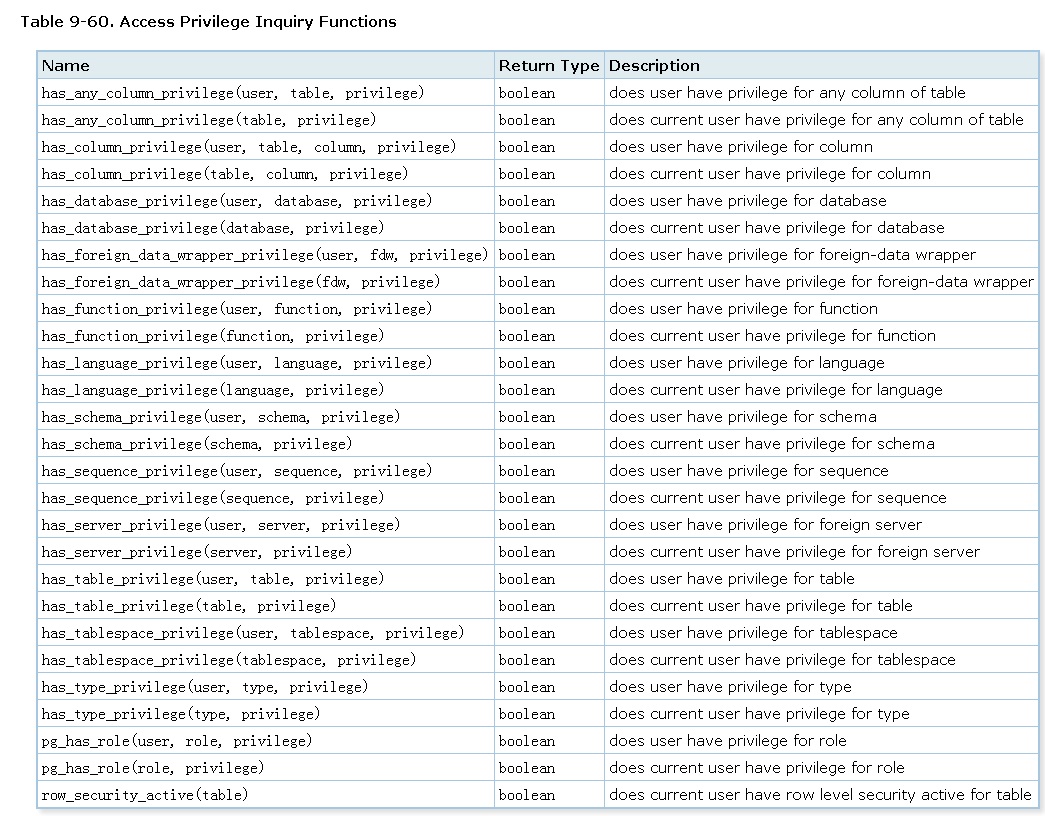 Table 9-60. Access Privilege Inquiry Functions
Name Return Type Description
has_any_column_privilege(user, table, privilege) boolean does user have privilege for any column of table
has_any_column_privilege(table, privilege) boolean does current user have privilege for any column of table
has_column_privilege(user, table, column, privilege) boolean does user have privilege for column
has_column_privilege(table, column, privilege) boolean does current user have privilege for column
has_database_privilege(user, database, privilege) boolean does user have privilege for database
has_database_privilege(database, privilege) boolean does current user have privilege for database
has_foreign_data_wrapper_privilege(user, fdw, privilege) boolean does user have privilege for foreign-data wrapper
has_foreign_data_wrapper_privilege(fdw, privilege) boolean does current user have privilege for foreign-data wrapper
has_function_privilege(user, function, privilege) boolean does user have privilege for function
has_function_privilege(function, privilege) boolean does current user have privilege for function
has_language_privilege(user, language, privilege) boolean does user have privilege for language
has_language_privilege(language, privilege) boolean does current user have privilege for language
has_schema_privilege(user, schema, privilege) boolean does user have privilege for schema
has_schema_privilege(schema, privilege) boolean does current user have privilege for schema
has_sequence_privilege(user, sequence, privilege) boolean does user have privilege for sequence
has_sequence_privilege(sequence, privilege) boolean does current user have privilege for sequence
has_server_privilege(user, server, privilege) boolean does user have privilege for foreign server
has_server_privilege(server, privilege) boolean does current user have privilege for foreign server
has_table_privilege(user, table, privilege) boolean does user have privilege for table
has_table_privilege(table, privilege) boolean does current user have privilege for table
has_tablespace_privilege(user, tablespace, privilege) boolean does user have privilege for tablespace
has_tablespace_privilege(tablespace, privilege) boolean does current user have privilege for tablespace
has_type_privilege(user, type, privilege) boolean does user have privilege for type
has_type_privilege(type, privilege) boolean does current user have privilege for type
pg_has_role(user, role, privilege) boolean does user have privilege for role
pg_has_role(role, privilege) boolean does current user have privilege for role
row_security_active(table) boolean does current user have row level security active for table